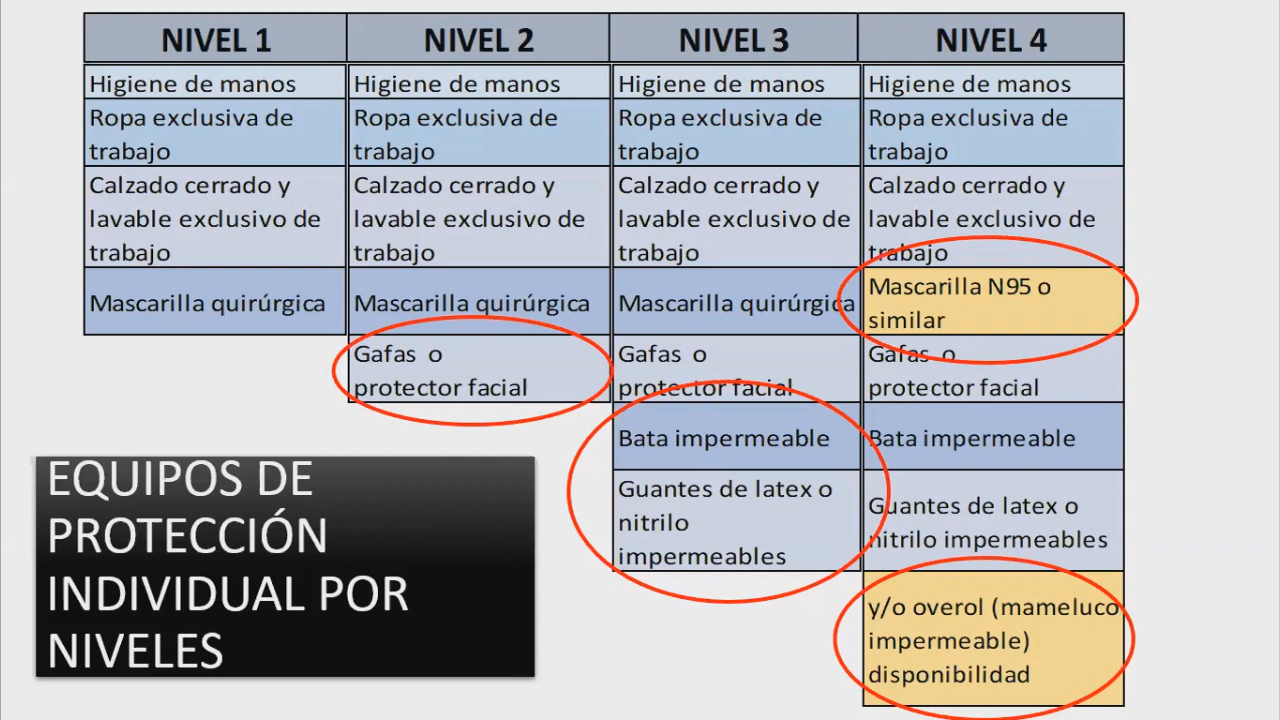 NIVEL 1
NIVEL 2
NIVEL 3
NIVEL 4
Higiene de manos
Higiene de manos
Higiene de manos
Higiene de manos
Ropa exclusiva de
trabajo
Ropa exclusiva de
trabajo
Ropa exclusiva de
trabajo
Ropa exclusiva de
trabajo
Calzado cerrado y
lavable exclusivo de
trabajo
Calzado cerrado y
lavable exclusivo de
trabajo
Calzado cerrado y
lavable exclusivo de
trabajo
Calzado cerrado y
lavable exclusivo de
trabajo
Mascarilla quirúrgica
Mascarilla quirúrgica
Mascarilla quirúrgica
Mascarilla N95 o
similar
Gafas o
protector facial
Gafas o
protector facial
Gafas o
protector facial
Bata impermeable
Bata impermeable
Guantes de latex o
nitrilo
impermeables
Guantes de latex o
nitrilo impermeables
y/o overol (mameluco
impermeable)
disponibilidad
EQUIPOS DE
PROTECCIÓN
INDIVIDUAL POR
NIVELES